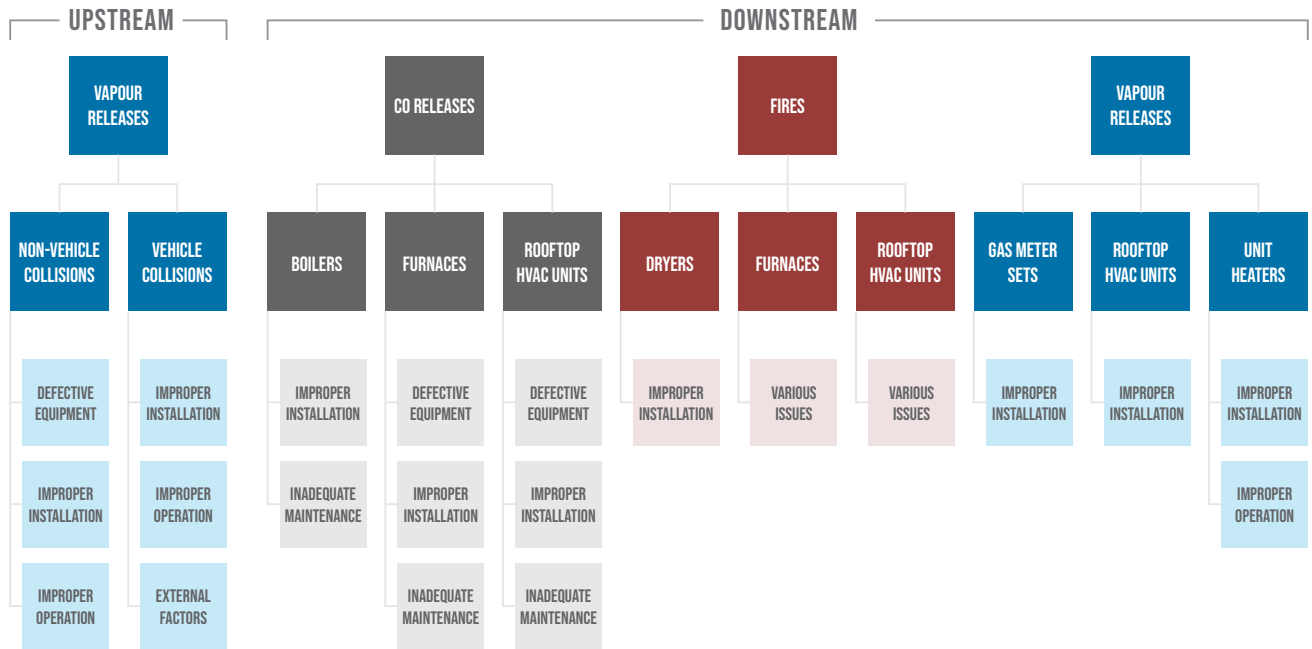 UPSTREAM
DOWNSTREAM
VAPOUR
RELEASES
CO RELEASES
FIRES
VAPOUR
RELEASES
NON-VEHICLE
COLLISIONS
VEHICLE
COLLISIONS
BOILERS
FURNACES
ROOFTOP
HVAC UNITS
DRYERS
FURNACES
ROOFTOP
HVAC UNITS
GAS METER
SETS
ROOFTOP
HVAC UNITS
UNIT
HEATERS
DEFECTIVE
EQUIPMENT
IMPROPER
INSTALLATION
IMPROPER
INSTALLATION
DEFECTIVE
EQUIPMENT
DEFECTIVE
EQUIPMENT
IMPROPER
INSTALLATION
VARIOUS
ISSUES
VARIOUS
ISSUES
IMPROPER
INSTALLATION
IMPROPER
INSTALLATION
IMPROPER
INSTALLATION
IMPROPER
INSTALLATION
IMPROPER
OPERATION
INADEQUATE
MAINTENANCE
IMPROPER
INSTALLATION
IMPROPER
INSTALLATION
IMPROPER
OPERATION
IMPROPER
OPERATION
EXTERNAL
FACTORS
INADEQUATE
MAINTENANCE
INADEQUATE
MAINTENANCE